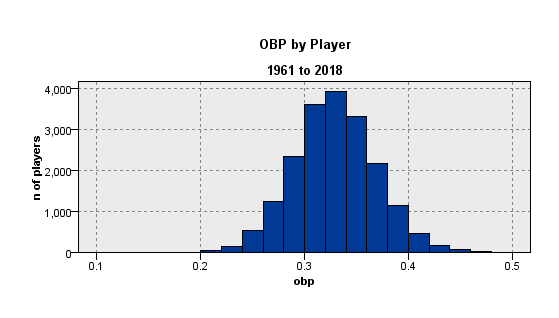 OBP by Player
1961 to 2018
n of players
4,000
3,000
2,000
1,000
0
0.1 0.2 0.3 0.4 0.5
obp